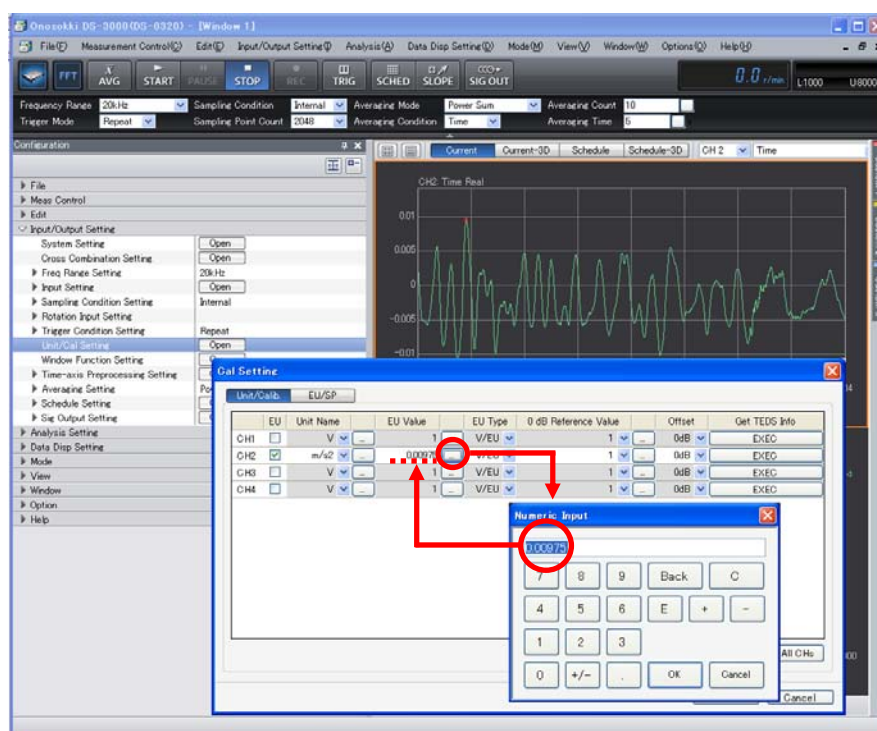 Onosokki DS-3000(DS-0320) - [Window 1]
File(F) Measurement Control(C) Edit(E) Input/Output Setting(I) Analysis(A) Data Disp Setting(D) Mode(M) View(V) Window(W) Options(O) Help(H)
FFT AVG START PAUSE STOP REC TRIG SCHED SLOPE SIG OUT 0.0 r/min L1000 U8000
Frequency Range 20kHz Sampling Condition Internal Averaging Mode Power Sum Averaging Count 10
Trigger Mode Repeat Sampling Point Count 2048 Averaging Condition Time Averaging Time 5
Configuration
Current Current-3D Schedule Schedule-3D CH 2 Time
CH2 Time Real
File
Meas Control
Edit
Input/Output Setting
System Setting Open
Cross Combination Setting Open
Freq Range Setting 20kHz
Input Setting Open
Sampling Condition Setting Internal
Rotation Input Setting
Trigger Condition Setting Repeat
Unit/Cal Setting Open
Window Function Setting
Time-axis Preprocessing Setting
Averaging Setting Po
Schedule Setting
Sig Output Setting
Analysis Setting
Data Disp Setting
Mode
View
Window
Option
Help
0.01
0.005
0
-0.005
-0.01
Cal Setting
Unit/Calib. EU/SP
EU Unit Name EU Value EU Type 0 dB Reference Value Offset Get TEDS Info
CH1 V ... 1 ... V/EU 1 ... 0dB EXEC
CH2 m/s2 ... 0.00975 ... V/EU 1 ... 0dB EXEC
CH3 V ... 1 ... V/EU 1 ... 0dB EXEC
CH4 V ... 1 ... V/EU 1 ... 0dB EXEC
Numeric Input
0.00975
7 8 9 Back C
4 5 6 E + -
1 2 3
0 +/- . OK Cancel
All CHs
Cancel